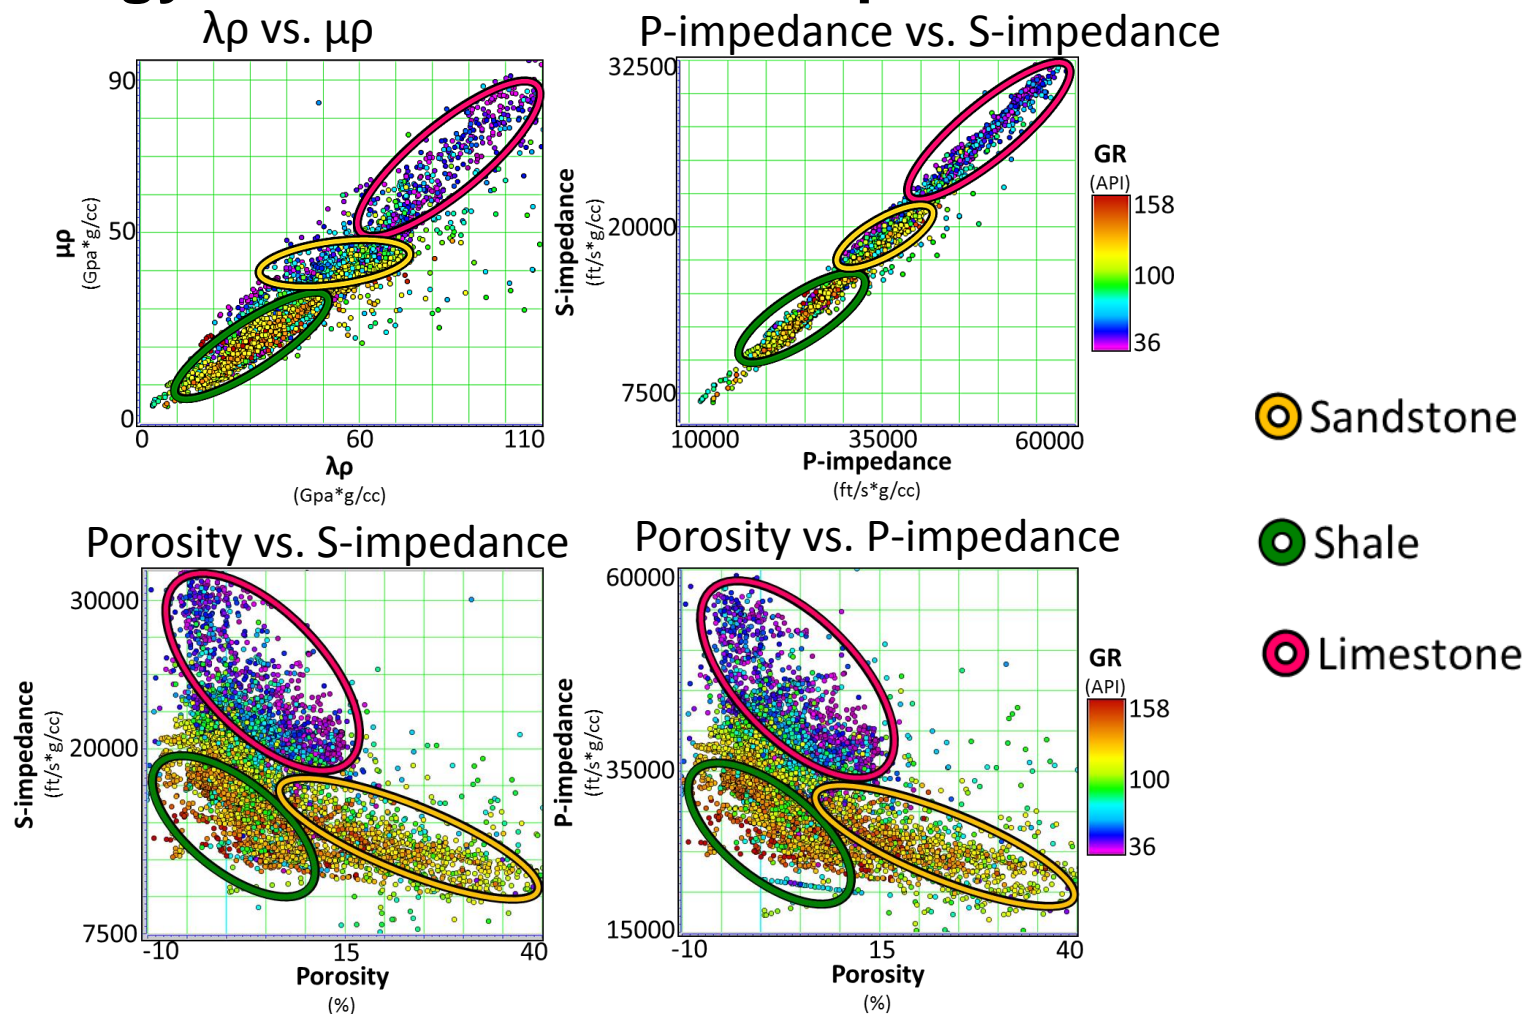 λρ vs. μρ
90
50
0
μρ
(Gpa*g/cc)
0
60
110
λρ
(Gpa*g/cc)
P-impedance vs. S-impedance
32500
20000
7500
S-impedance
(ft/s*g/cc)
10000
35000
60000
P-impedance
(ft/s*g/cc)
GR
(API)
158
100
36
Sandstone
Shale
Limestone
Porosity vs. S-impedance
30000
20000
7500
S-impedance
(ft/s*g/cc)
-10
15
40
Porosity
(%)
Porosity vs. P-impedance
60000
35000
15000
P-impedance
(ft/s*g/cc)
-10
15
40
Porosity
(%)
GR
(API)
158
100
36